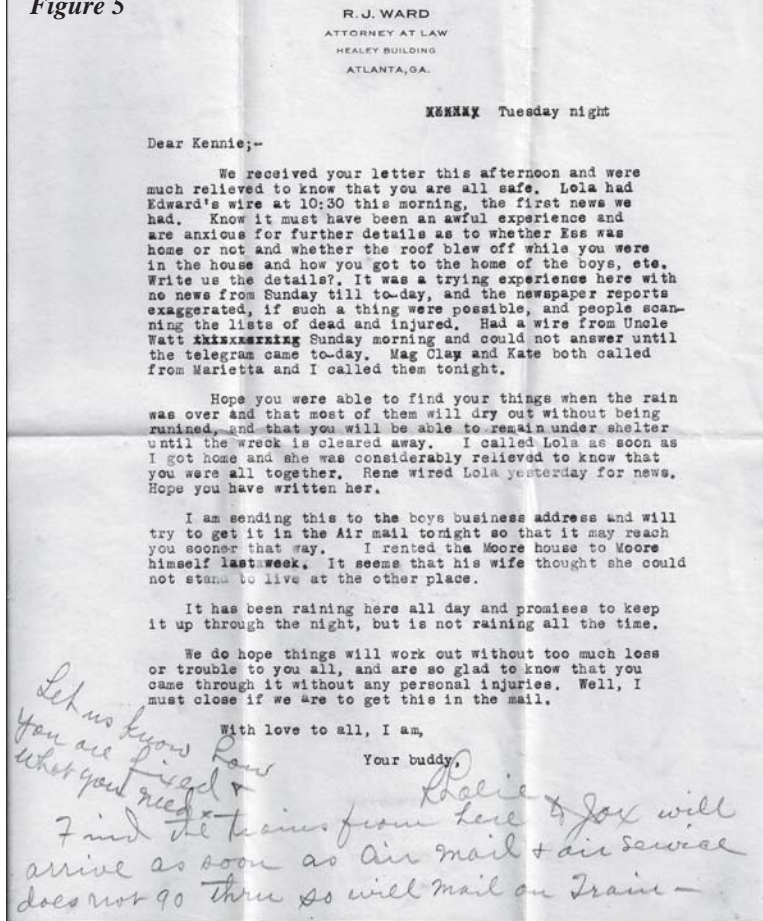 Figure 5
R. J. WARD
ATTORNEY AT LAW
HEALEY BUILDING
ATLANTA, GA.
Tuesday night
Dear Kennie;-
We received your letter this afternoon and were
much relieved to know that you are all safe. Lola had
Edward's wire at 10:30 this morning, the first news we
had. Know it must have been an awful experience and
are anxious for further details as to whether Ess was
home or not and whether the roof blew off while you were
in the house and how you got to the home of the boys, etc.
Write us the details?. It was a trying experience here with
no news from Sunday till to-day, and the newspaper reports
exaggerated, if such a thing were possible, and people scan-
ning the lists of dead and injured. Had a wire from Uncle
Watt this morning Sunday morning and could not answer until
the telegram came to-day. Mag Clay and Kate both called
from Marietta and I called them tonight.
Hope you were able to find your things when the rain
was over and that most of them will dry out without being
runined, and that you will be able to remain under shelter
until the wreck is cleared away. I called Lola as soon as
I got home and she was considerably relieved to know that
you were all together. Rene wired Lola yesterday for news.
Hope you have written her.
I am sending this to the boys business address and will
try to get it in the Air mail tonight so that it may reach
you sooner that way. I rented the Moore house to Moore
himself last week. It seems that his wife thought she could
not stand to live at the other place.
It has been raining here all day and promises to keep
it up through the night, but is not raining all the time.
We do hope things will work out without too much loss
or trouble to you all, and are so glad to know that you
came through it without any personal injuries. Well, I
must close if we are to get this in the mail.
With love to all, I am,
Your buddy,
Let us know how
you are fixed &
what you need
Find the trains from here to Jax will
arrive as soon as Air mail & air service
does not go thru so will mail on Train —